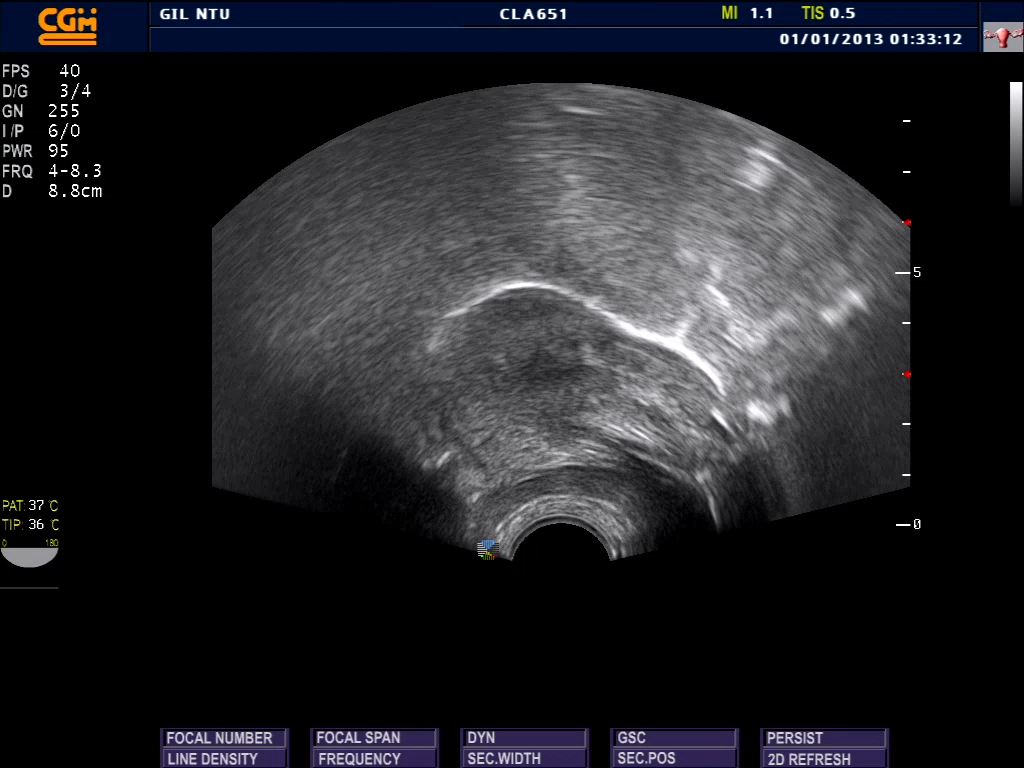 CGM
GIL NTU
CLA651
MI 1.1 TIS 0.5
01/01/2013 01:33:12
FPS 40
D/G 3/4
GN 255
I/P 6/0
PWR 95
FRQ 4-8.3
D 8.8cm
5
PAT: 37 °C
TIP: 36 °C
0 180
0
FOCAL NUMBER
FOCAL SPAN
DYN
GSC
PERSIST
LINE DENSITY
FREQUENCY
SEC.WIDTH
SEC.POS
2D REFRESH